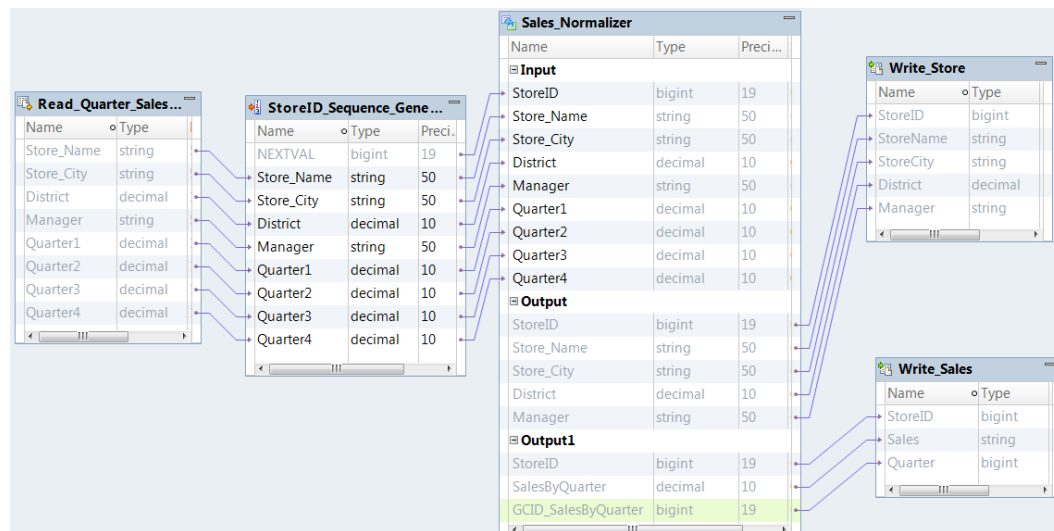 Read_Quarter_Sales...
Name Type
Store_Name string
Store_City string
District decimal
Manager string
Quarter1 decimal
Quarter2 decimal
Quarter3 decimal
Quarter4 decimal
StoreID_Sequence_Gene...
Name Type Preci.
NEXTVAL bigint 19
Store_Name string 50
Store_City string 50
District decimal 10
Manager string 50
Quarter1 decimal 10
Quarter2 decimal 10
Quarter3 decimal 10
Quarter4 decimal 10
Sales_Normalizer
Name Type Preci...
Input
StoreID bigint 19
Store_Name string 50
Store_City string 50
District decimal 10
Manager string 50
Quarter1 decimal 10
Quarter2 decimal 10
Quarter3 decimal 10
Quarter4 decimal 10
Output
StoreID bigint 19
Store_Name string 50
Store_City string 50
District decimal 10
Manager string 50
Output1
StoreID bigint 19
SalesByQuarter decimal 10
GCID_SalesByQuarter bigint 19
Write_Store
Name Type
StoreID bigint
StoreName string
StoreCity string
District decimal
Manager string
Write_Sales
Name Type
StoreID bigint
Sales string
Quarter bigint